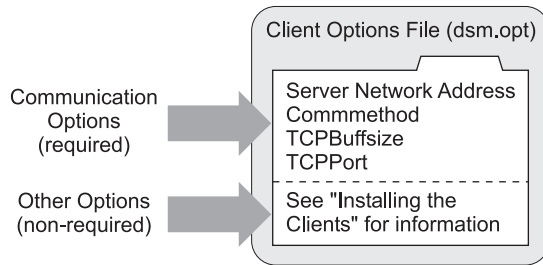 Client Options File (dsm.opt)
Communication
Options
(required)
Server Network Address
Commmethod
TCPBuffsize
TCPPort
Other Options
(non-required)
See "Installing the
Clients" for information